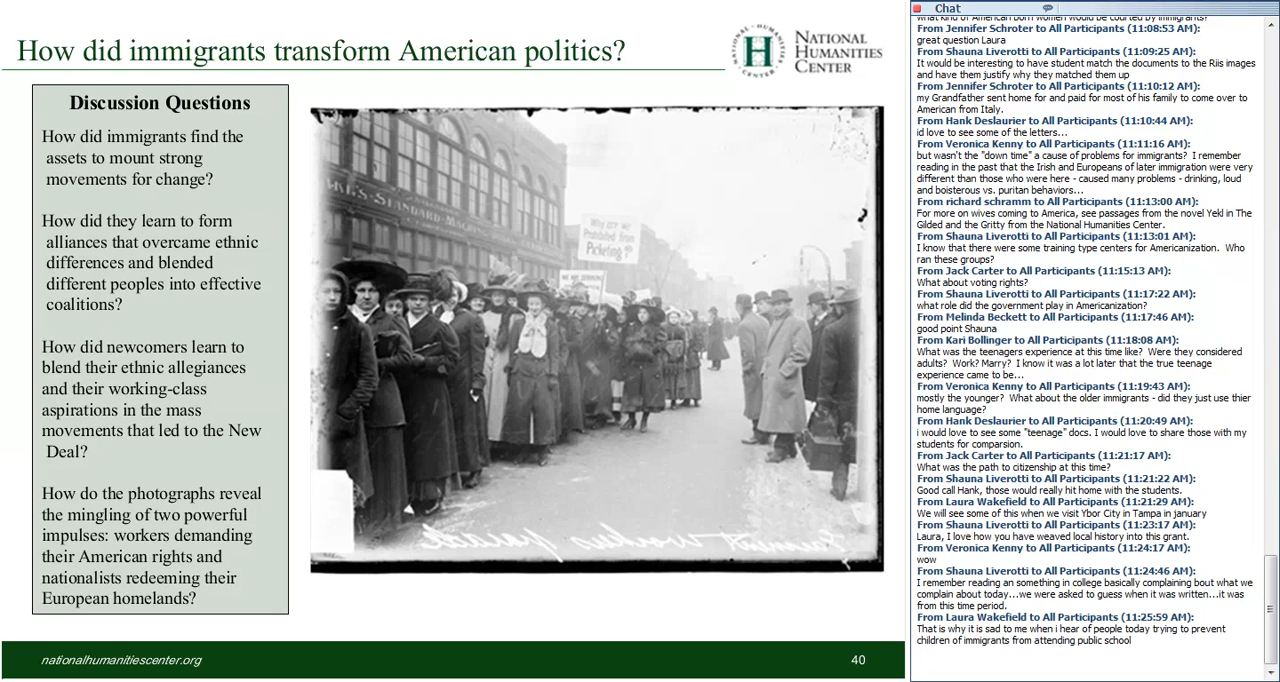 How did immigrants transform American politics?
NATIONAL HUMANITIES CENTER
H
NATIONAL
HUMANITIES
CENTER
Discussion Questions
How did immigrants find the
assets to mount strong
movements for change?
How did they learn to form
alliances that overcame ethnic
differences and blended
different peoples into effective
coalitions?
How did newcomers learn to
blend their ethnic allegiances
and their working-class
aspirations in the mass
movements that led to the New
Deal?
How do the photographs reveal
the mingling of two powerful
impulses: workers demanding
their American rights and
nationalists redeeming their
European homelands?
Why are we
Prohibited from
Picketing?
Garment workers parade
nationalhumanitiescenter.org
40
Chat
what kind of American born women would be courted by immigrants?
From Jennifer Schroter to All Participants (11:08:53 AM):
great question Laura
From Shauna Liverotti to All Participants (11:09:25 AM):
It would be interesting to have student match the documents to the Riis images
and have them justify why they matched them up
From Jennifer Schroter to All Participants (11:10:12 AM):
my Grandfather sent home for and paid for most of his family to come over to
American from Italy.
From Hank Deslaurier to All Participants (11:10:44 AM):
id love to see some of the letters...
From Veronica Kenny to All Participants (11:11:16 AM):
but wasn't the "down time" a cause of problems for immigrants? I remember
reading in the past that the Irish and Europeans of later immigration were very
different than those who were here - caused many problems - drinking, loud
and boisterous vs. puritan behaviors...
From richard schramm to All Participants (11:13:00 AM):
For more on wives coming to America, see passages from the novel Yekl in The
Gilded and the Gritty from the National Humanities Center.
From Shauna Liverotti to All Participants (11:13:01 AM):
I know that there were some training type centers for Americanization. Who
ran these groups?
From Jack Carter to All Participants (11:15:13 AM):
What about voting rights?
From Shauna Liverotti to All Participants (11:17:22 AM):
what role did the government play in Americanization?
From Melinda Beckett to All Participants (11:17:46 AM):
good point Shauna
From Kari Bollinger to All Participants (11:18:08 AM):
What was the teenagers experience at this time like? Were they considered
adults? Work? Marry? I know it was a lot later that the true teenage
experience came to be...
From Veronica Kenny to All Participants (11:19:43 AM):
mostly the younger? What about the older immigrants - did they just use thier
home language?
From Hank Deslaurier to All Participants (11:20:49 AM):
i would love to see some "teenage" docs. I would love to share those with my
students for comparsion.
From Jack Carter to All Participants (11:21:17 AM):
What was the path to citizenship at this time?
From Shauna Liverotti to All Participants (11:21:22 AM):
Good call Hank, those would really hit home with the students.
From Laura Wakefield to All Participants (11:21:29 AM):
We will see some of this when we visit Ybor City in Tampa in january
From Shauna Liverotti to All Participants (11:23:17 AM):
Laura, I love how you have weaved local history into this grant.
From Veronica Kenny to All Participants (11:24:17 AM):
wow
From Shauna Liverotti to All Participants (11:24:46 AM):
I remember reading an something in college basically complaining bout what we
complain about today...we were asked to guess when it was written...it was
from this time period.
From Laura Wakefield to All Participants (11:25:59 AM):
That is why it is sad to me when i hear of people today trying to prevent
children of immigrants from attending public school